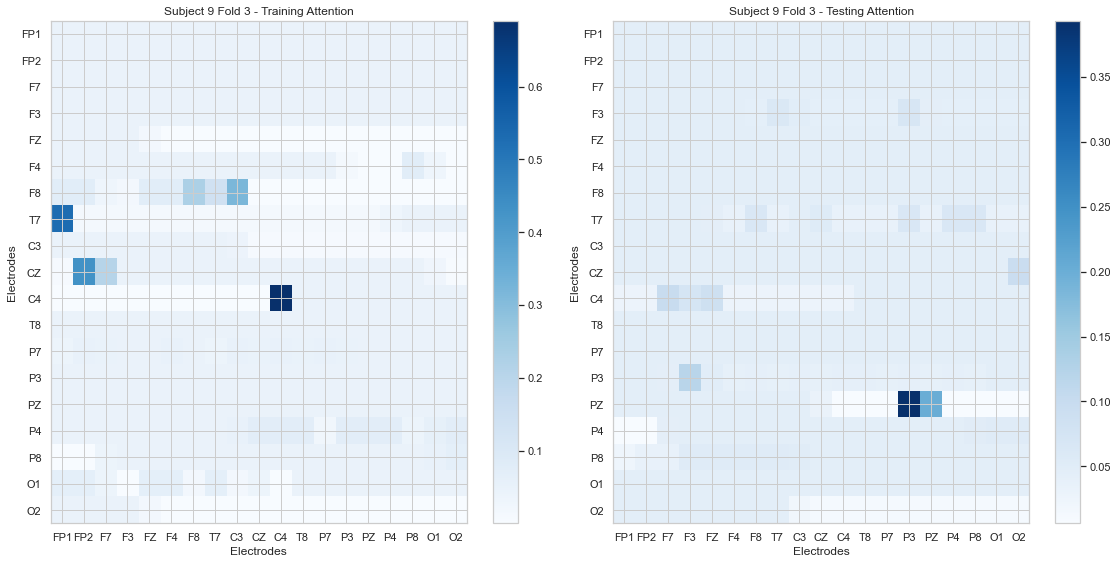 Subject 9 Fold 3 - Training Attention
FP1
FP2
F7
F3
FZ
F4
F8
T7
C3
CZ
C4
T8
P7
P3
PZ
P4
P8
O1
O2
Electrodes
FP1 FP2 F7 F3 FZ F4 F8 T7 C3 CZ C4 T8 P7 P3 PZ P4 P8 O1 O2
Electrodes
0.6
0.5
0.4
0.3
0.2
0.1
Subject 9 Fold 3 - Testing Attention
FP1
FP2
F7
F3
FZ
F4
F8
T7
C3
CZ
C4
T8
P7
P3
PZ
P4
P8
O1
O2
Electrodes
FP1 FP2 F7 F3 FZ F4 F8 T7 C3 CZ C4 T8 P7 P3 PZ P4 P8 O1 O2
Electrodes
0.35
0.30
0.25
0.20
0.15
0.10
0.05